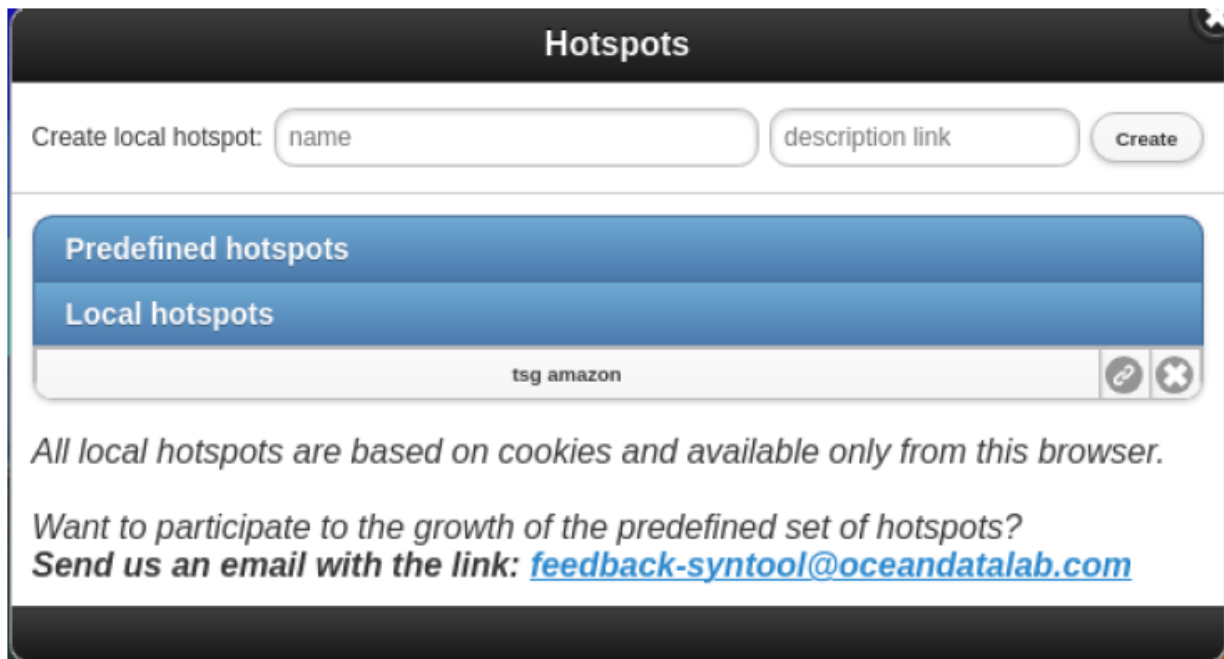 Hotspots
Create local hotspot: name description link Create
Predefined hotspots
Local hotspots
tsg amazon
All local hotspots are based on cookies and available only from this browser.
Want to participate to the growth of the predefined set of hotspots?
Send us an email with the link: feedback-syntool@oceandatalab.com